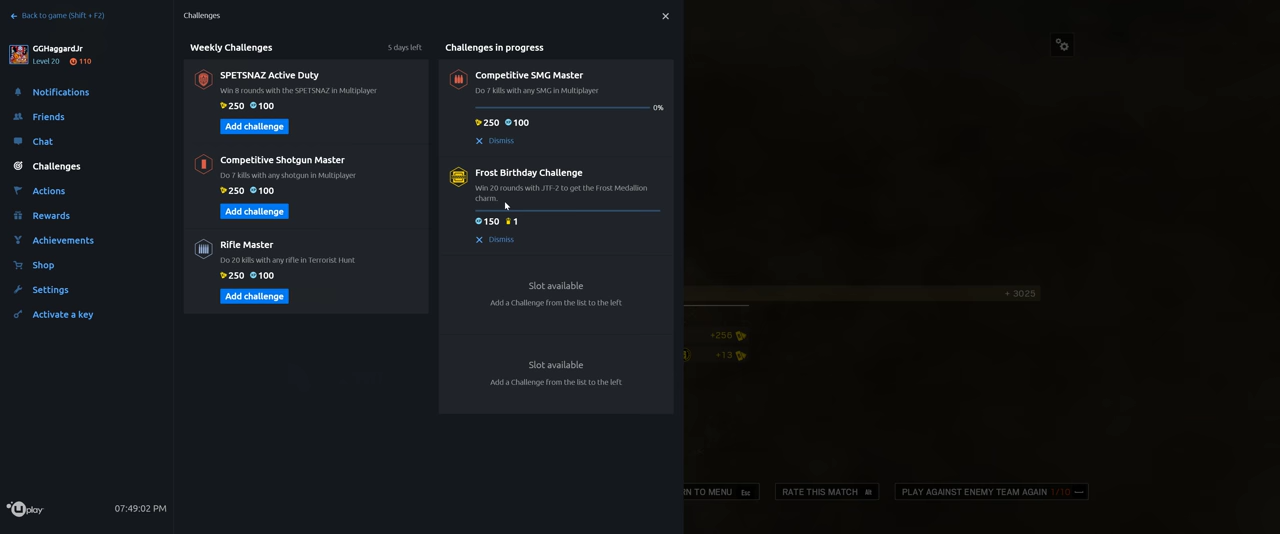 Back to game (Shift + F2)
GGHaggardJr
Level 20 110
Notifications
Friends
Chat
Challenges
Actions
Rewards
Achievements
Shop
Settings
Activate a key
uplay
07:49:02 PM
Challenges
Weekly Challenges 5 days left
SPETSNAZ Active Duty
Win 8 rounds with the SPETSNAZ in Multiplayer
250 100
Add challenge
Competitive Shotgun Master
Do 7 kills with any shotgun in Multiplayer
250 100
Add challenge
Rifle Master
Do 20 kills with any rifle in Terrorist Hunt
250 100
Add challenge
Challenges in progress
Competitive SMG Master
Do 7 kills with any SMG in Multiplayer
0%
250 100
Dismiss
Frost Birthday Challenge
Win 20 rounds with JTF-2 to get the Frost Medallion
charm.
150 1
Dismiss
Slot available
Add a Challenge from the list to the left
Slot available
Add a Challenge from the list to the left
+ 3025
+256
+13
N TO MENU Esc
RATE THIS MATCH Alt
PLAY AGAINST ENEMY TEAM AGAIN 1/10